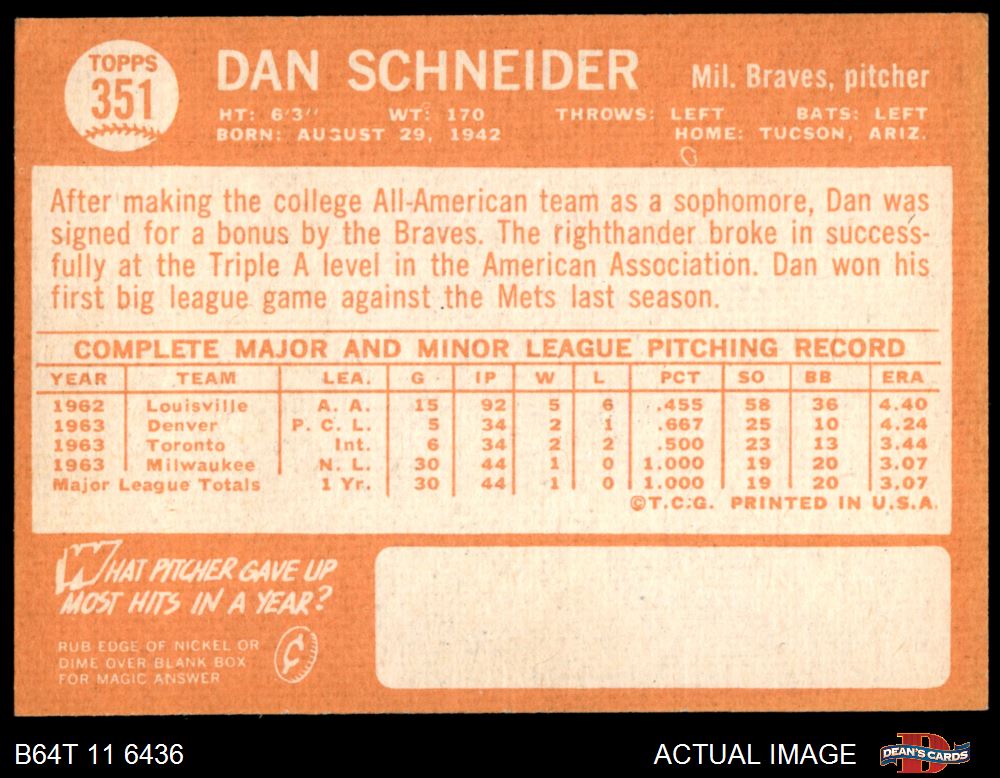 TOPPS
351
DAN SCHNEIDER
Mil. Braves, pitcher
HT: 6'3" WT: 170 THROWS: LEFT BATS: LEFT
BORN: AUGUST 29, 1942 HOME: TUCSON, ARIZ.
After making the college All-American team as a sophomore, Dan was
signed for a bonus by the Braves. The righthander broke in success-
fully at the Triple A level in the American Association. Dan won his
first big league game against the Mets last season.
COMPLETE MAJOR AND MINOR LEAGUE PITCHING RECORD
YEAR TEAM LEA. G IP W L PCT SO BB ERA
1962 Louisville A. A. 15 92 5 6 .455 58 36 4.40
1963 Denver P. C. L. 5 34 2 1 .667 25 10 4.24
1963 Toronto Int. 6 34 2 2 .500 23 13 3.44
1963 Milwaukee N. L. 30 44 1 0 1.000 19 20 3.07
Major League Totals 1 Yr. 30 44 1 0 1.000 19 20 3.07
©T.C.G. PRINTED IN U.S.A.
WHAT PITCHER GAVE UP
MOST HITS IN A YEAR?
RUB EDGE OF NICKEL OR
DIME OVER BLANK BOX
FOR MAGIC ANSWER
B64T 11 6436
ACTUAL IMAGE
D
DEAN'S CARDS